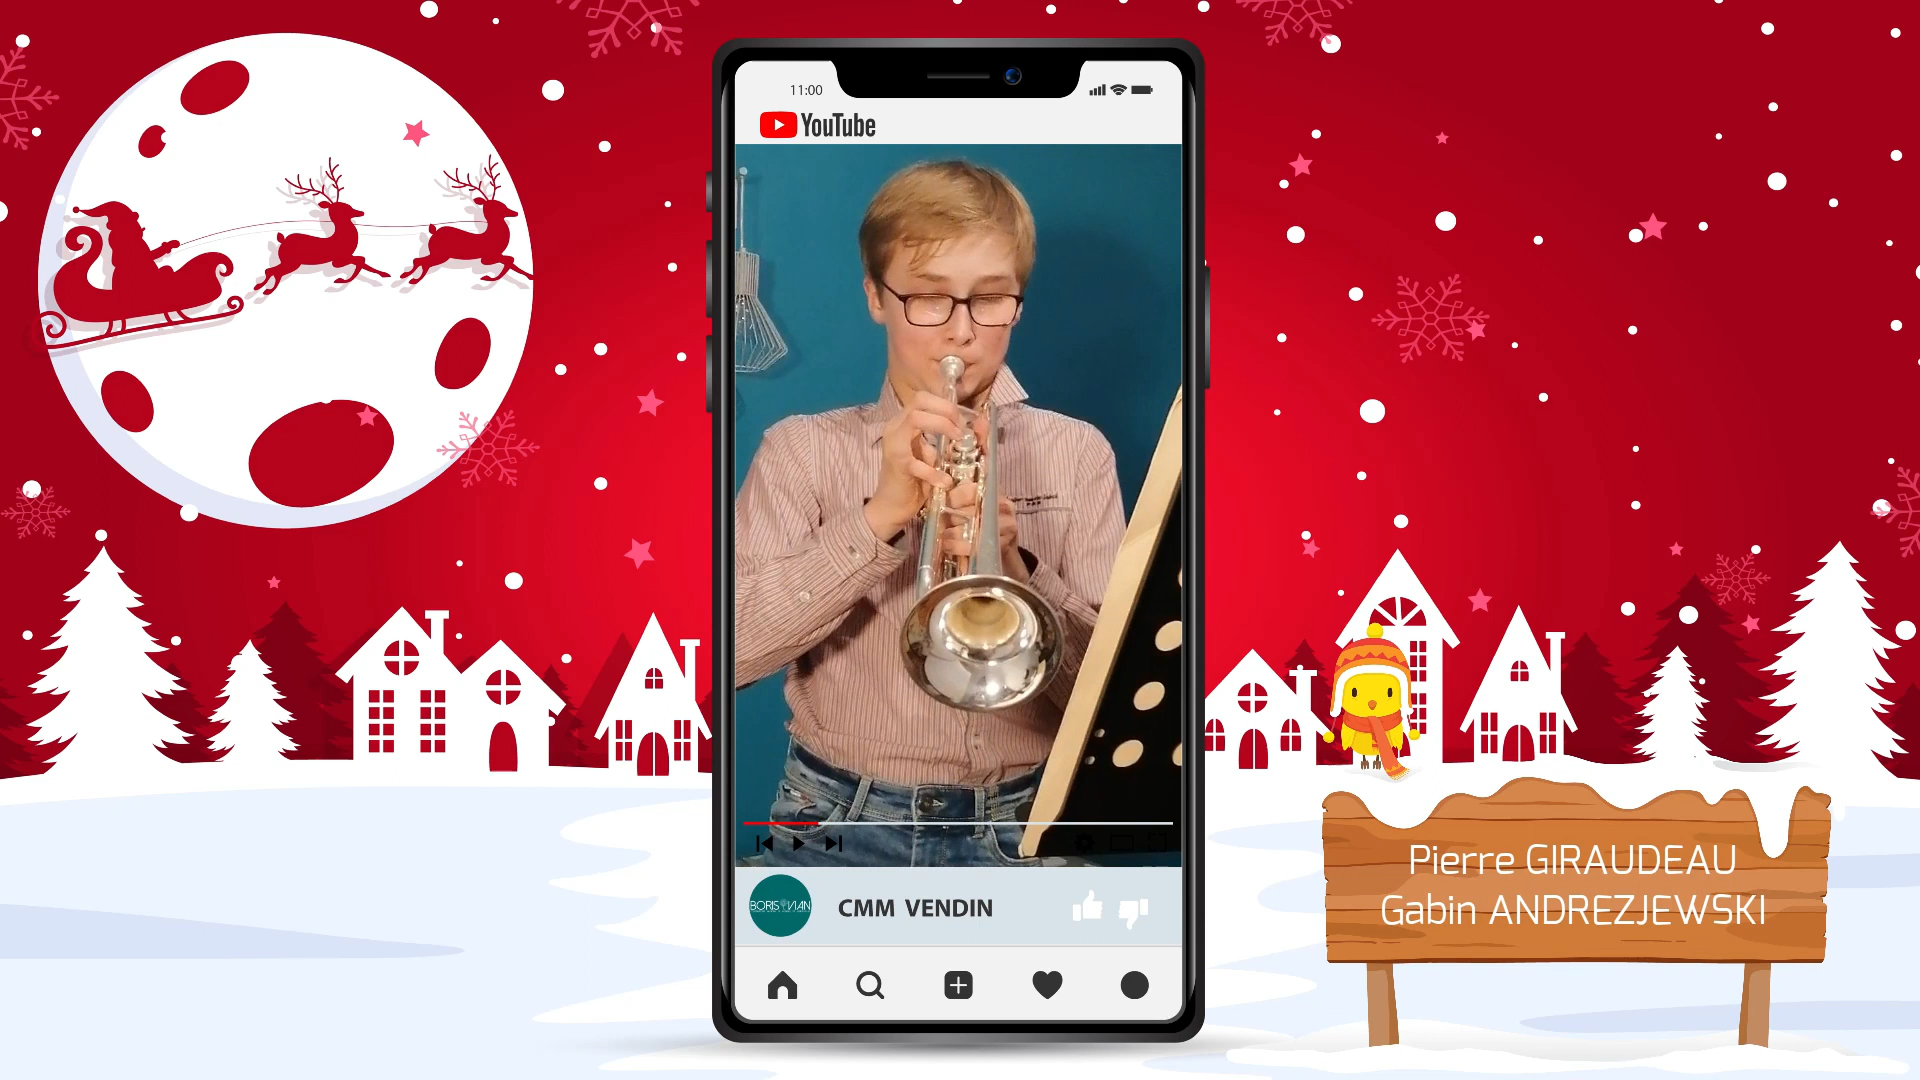 11:00
YouTube
BORIS VIAN
CMM VENDIN
Pierre GIRAUDEAU
Gabin ANDREZJEWSKI